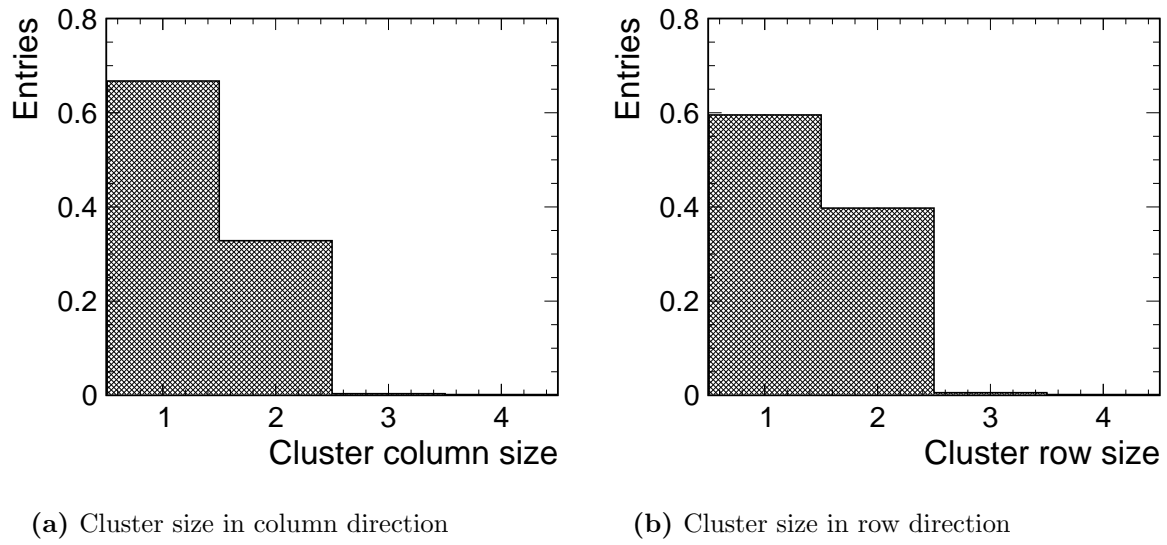 Entries
0.8
0.6
0.4
0.2
0
1 2 3 4
Cluster column size
(a) Cluster size in column direction
Entries
0.8
0.6
0.4
0.2
0
1 2 3 4
Cluster row size
(b) Cluster size in row direction